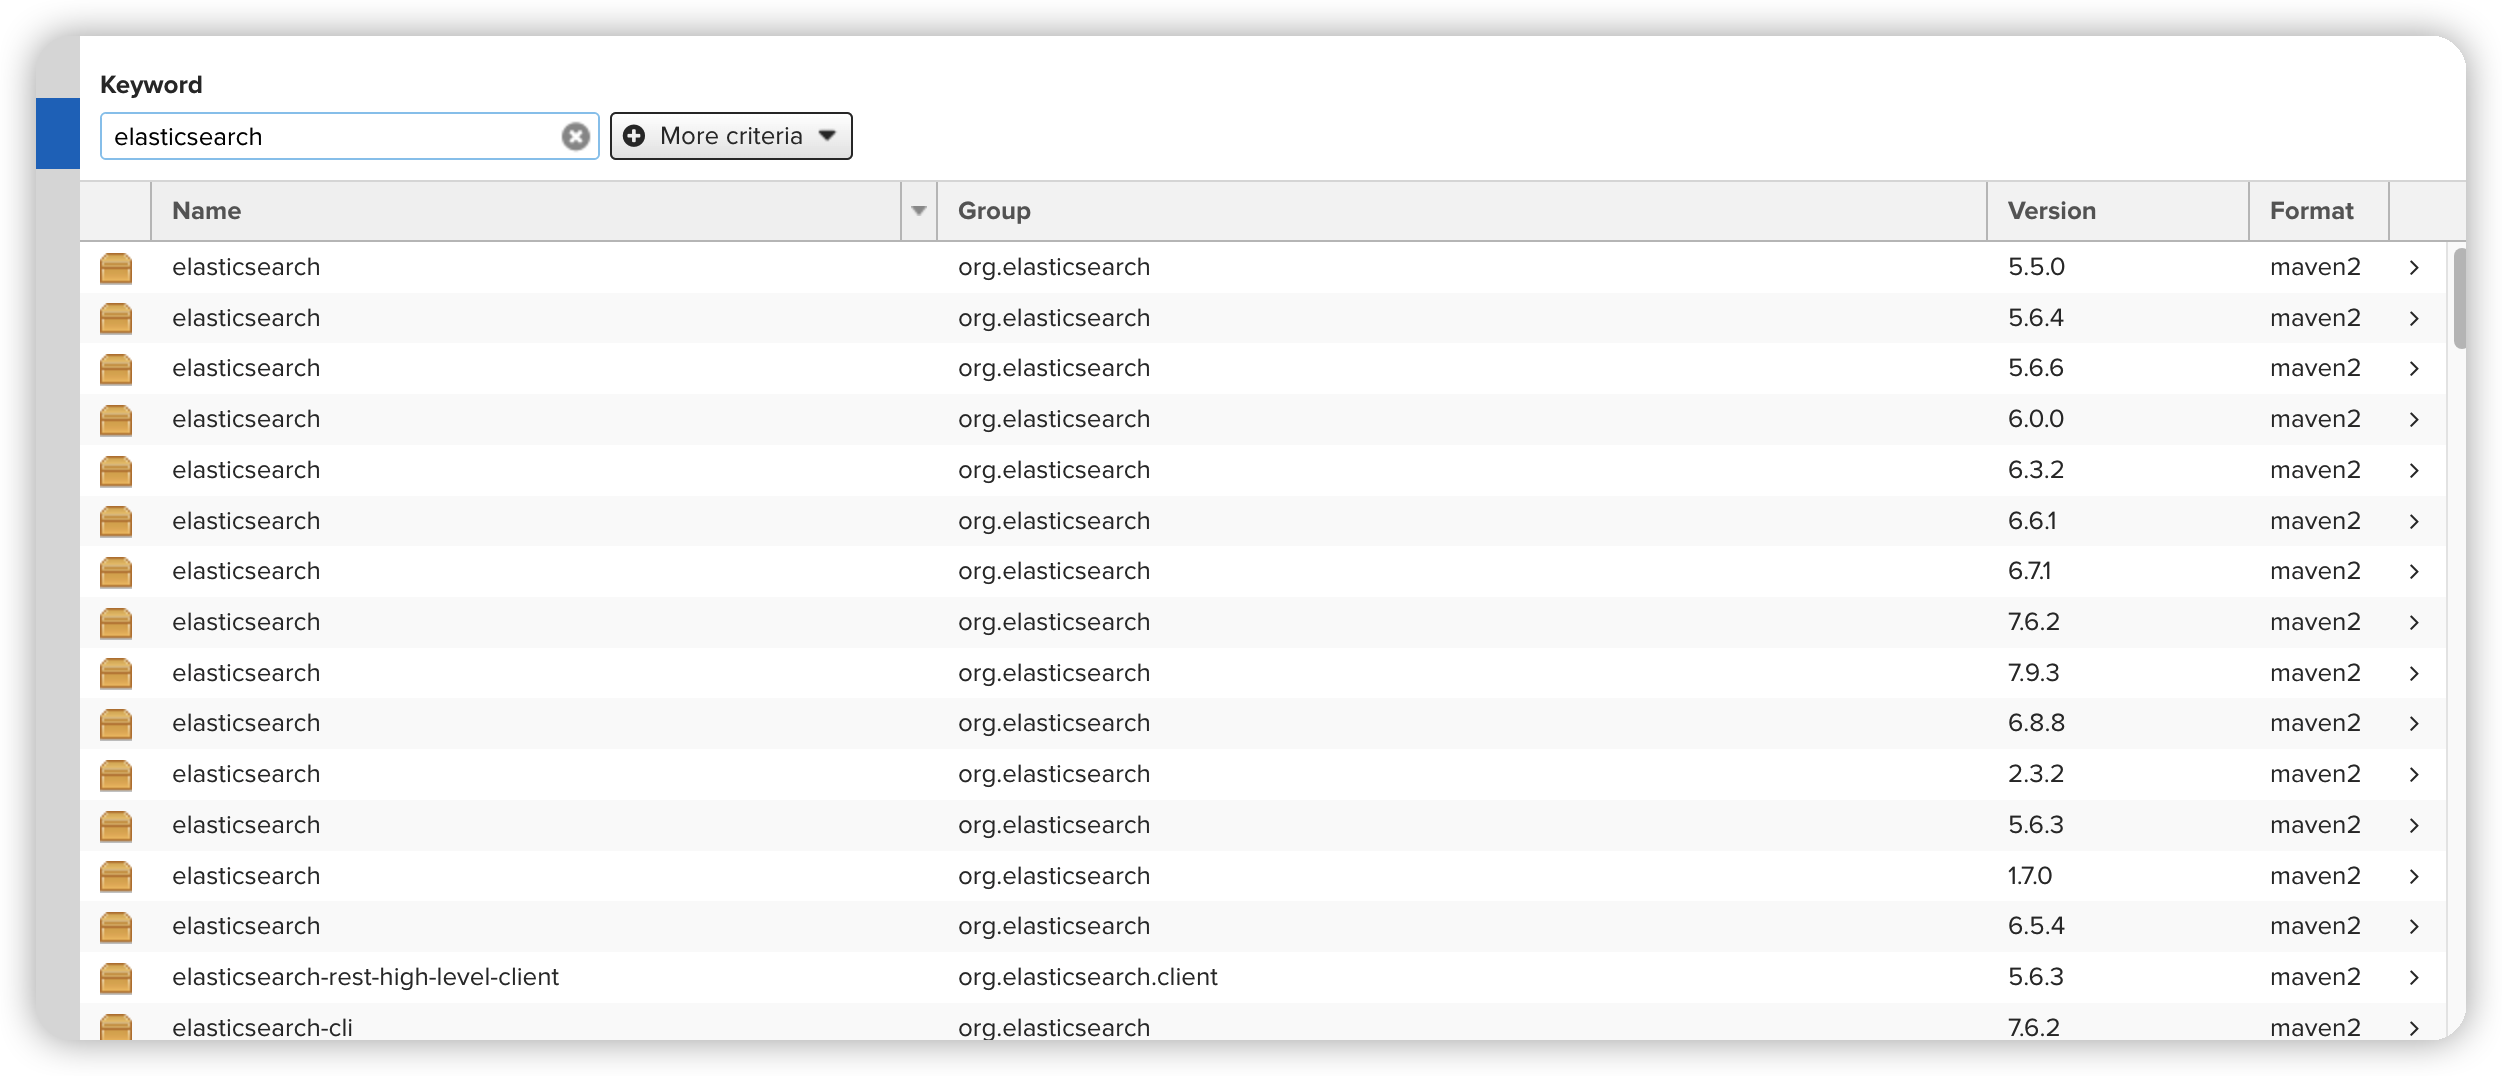 Keyword
elasticsearch More criteria
Name Group Version Format
elasticsearch org.elasticsearch 5.5.0 maven2
elasticsearch org.elasticsearch 5.6.4 maven2
elasticsearch org.elasticsearch 5.6.6 maven2
elasticsearch org.elasticsearch 6.0.0 maven2
elasticsearch org.elasticsearch 6.3.2 maven2
elasticsearch org.elasticsearch 6.6.1 maven2
elasticsearch org.elasticsearch 6.7.1 maven2
elasticsearch org.elasticsearch 7.6.2 maven2
elasticsearch org.elasticsearch 7.9.3 maven2
elasticsearch org.elasticsearch 6.8.8 maven2
elasticsearch org.elasticsearch 2.3.2 maven2
elasticsearch org.elasticsearch 5.6.3 maven2
elasticsearch org.elasticsearch 1.7.0 maven2
elasticsearch org.elasticsearch 6.5.4 maven2
elasticsearch-rest-high-level-client org.elasticsearch.client 5.6.3 maven2
elasticsearch-cli org.elasticsearch 7.6.2 maven2